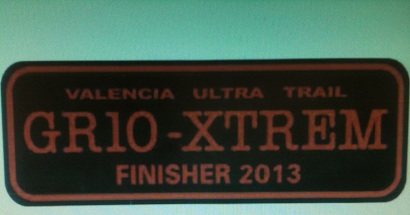 VALENCIA ULTRA TRAIL
GR10-XTREM
FINISHER 2013